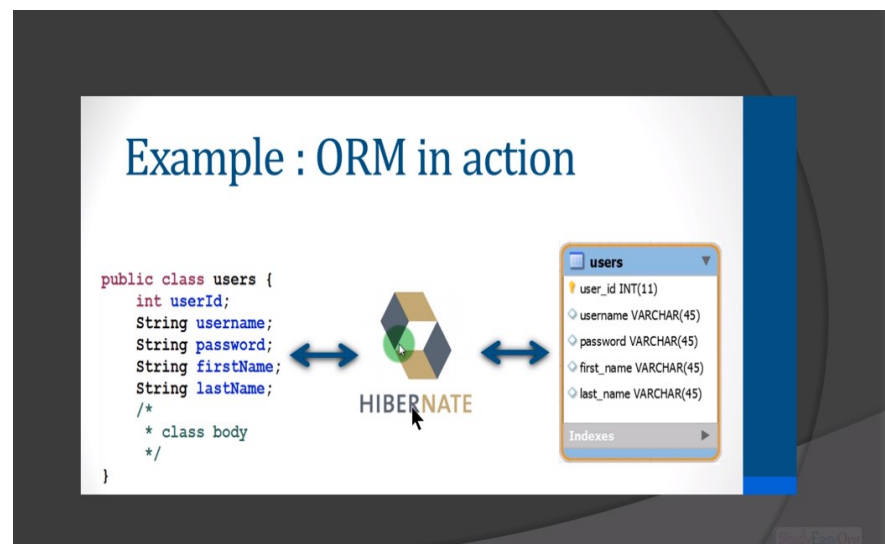 Example : ORM in action
public class users {
int userId;
String username;
String password;
String firstName;
String lastName;
/*
* class body
*/
}
HIBERNATE
users
user_id INT(11)
username VARCHAR(45)
password VARCHAR(45)
first_name VARCHAR(45)
last_name VARCHAR(45)
Indexes
StudyEasyOrg